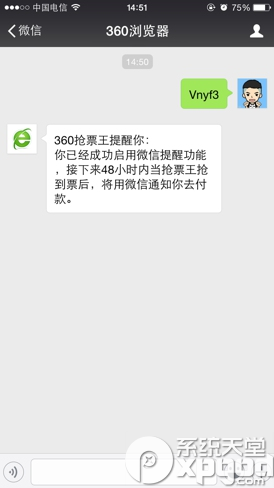 中国电信
14:51
75%
微信
360浏览器
14:50
Vnyf3
360抢票王提醒你：
你已经成功启用微信提醒功能
，接下来48小时内当抢票王抢
到票后，将用微信通知你去付
款。
系统天堂